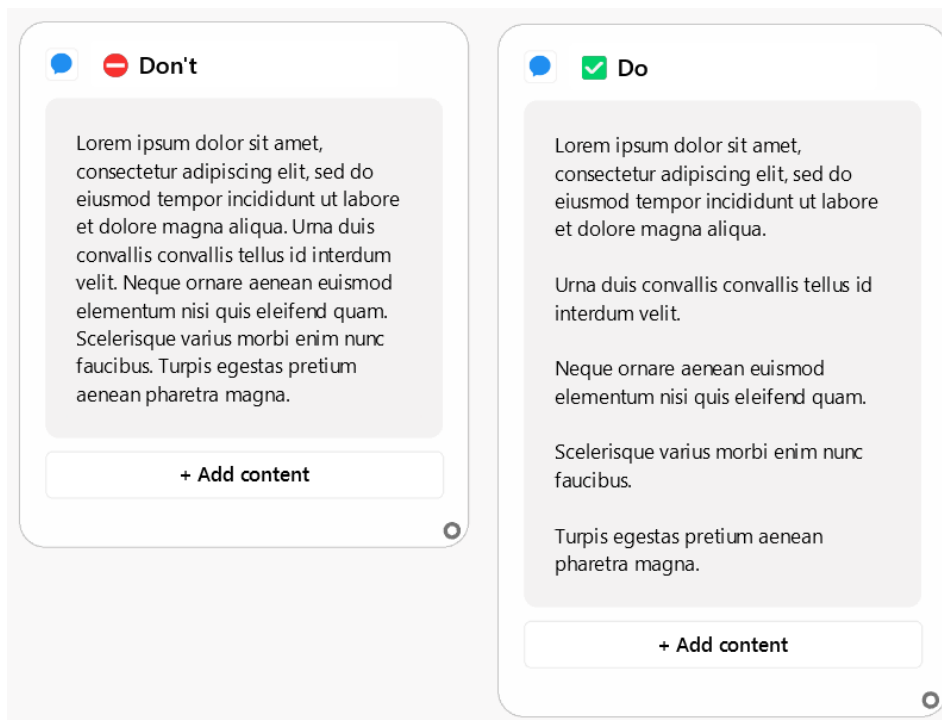 Don't
Lorem ipsum dolor sit amet,
consectetur adipiscing elit, sed do
eiusmod tempor incididunt ut labore
et dolore magna aliqua. Urna duis
convallis convallis tellus id interdum
velit. Neque ornare aenean euismod
elementum nisi quis eleifend quam.
Scelerisque varius morbi enim nunc
faucibus. Turpis egestas pretium
aenean pharetra magna.
+ Add content
Do
Lorem ipsum dolor sit amet,
consectetur adipiscing elit, sed do
eiusmod tempor incididunt ut labore
et dolore magna aliqua.
Urna duis convallis convallis tellus id
interdum velit.
Neque ornare aenean euismod
elementum nisi quis eleifend quam.
Scelerisque varius morbi enim nunc
faucibus.
Turpis egestas pretium aenean
pharetra magna.
+ Add content